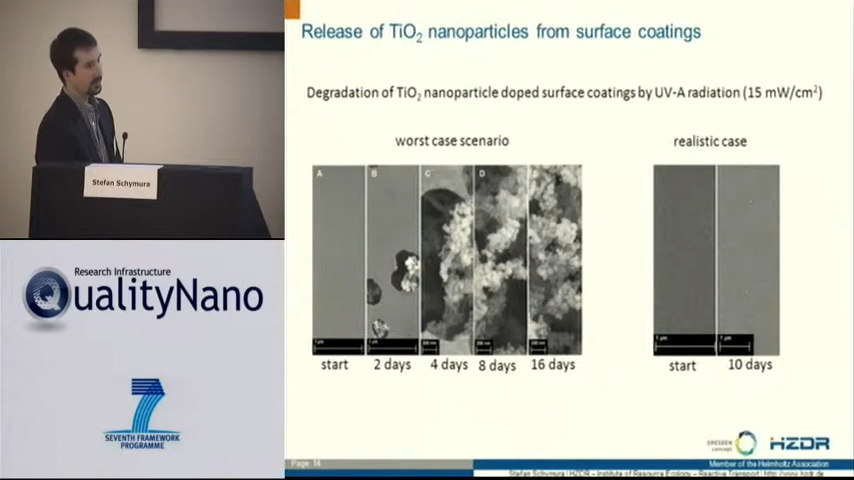 Release of TiO₂ nanoparticles from surface coatings
Degradation of TiO₂ nanoparticle doped surface coatings by UV-A radiation (15 mW/cm²)
worst case scenario
realistic case
A B C D
start 2 days 4 days 8 days 16 days
start 10 days
Stefan Schymura
Research Infrastructure
QualityNano
7
SEVENTH FRAMEWORK
PROGRAMME
DRESDEN
concept
HZDR
Page 14
Member of the Helmholtz Association
Stefan Schymura | HZDR – Institute of Resource Ecology – Reactive Transport | http://www.hzdr.de